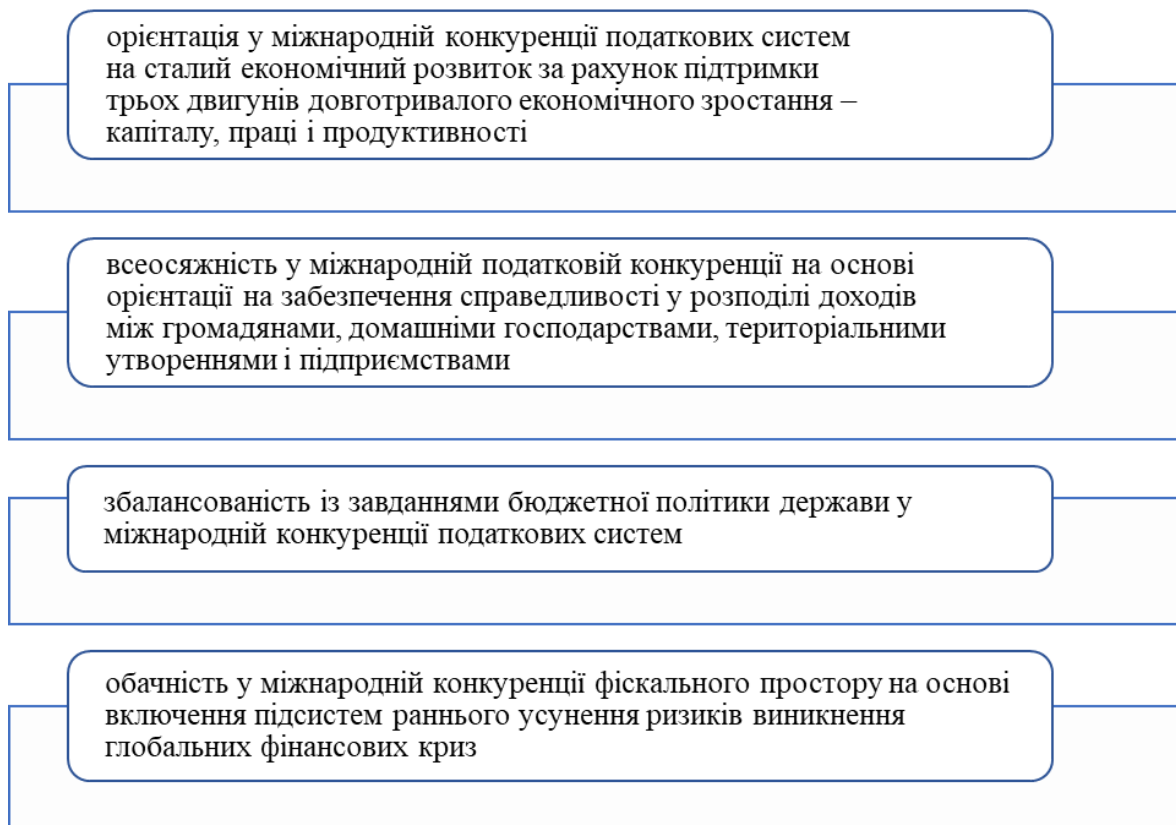 орієнтація у міжнародній конкуренції податкових систем
на сталий економічний розвиток за рахунок підтримки
трьох двигунів довготривалого економічного зростання –
капіталу, праці і продуктивності
всеосяжність у міжнародній податковій конкуренції на основі
орієнтації на забезпечення справедливості у розподілі доходів
між громадянами, домашніми господарствами, територіальними
утвореннями і підприємствами
збалансованість із завданнями бюджетної політики держави у
міжнародній конкуренції податкових систем
обачність у міжнародній конкуренції фіскального простору на основі
включення підсистем раннього усунення ризиків виникнення
глобальних фінансових криз